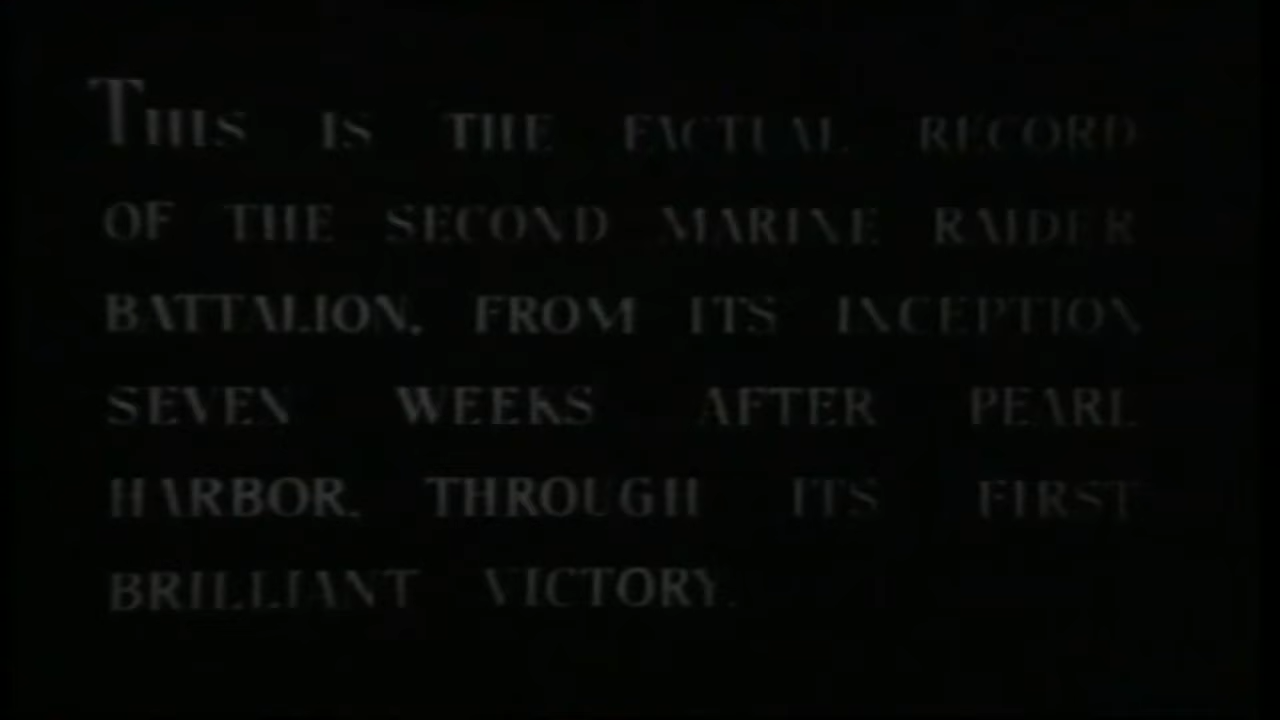 THIS IS THE FACTUAL RECORD
OF THE SECOND MARINE RAIDER
BATTALION, FROM ITS INCEPTION
SEVEN WEEKS AFTER PEARL
HARBOR, THROUGH ITS FIRST
BRILLIANT VICTORY.